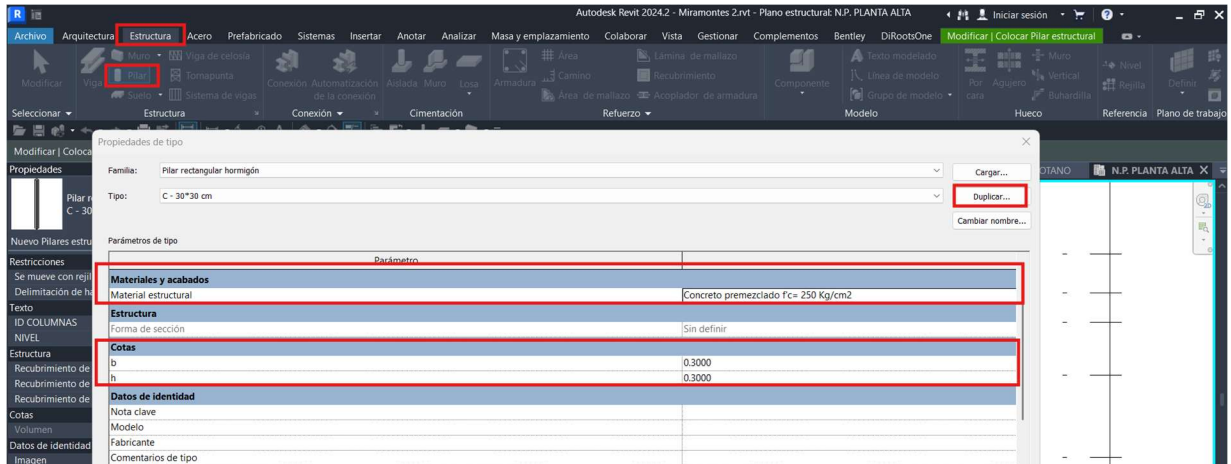 Autodesk Revit 2024.2 - Miramontes 2.rvt - Plano estructural: N.P. PLANTA ALTA
Iniciar sesión
Archivo Arquitectura Estructura Acero Prefabricado Sistemas Insertar Anotar Analizar Masa y emplazamiento Colaborar Vista Gestionar Complementos Bentley DiRootsOne Modificar | Colocar Pilar estructural
Muro Viga de celosía Área Lámina de mallazo Texto modelado Muro Nivel
Modificar Viga Pilar Tornapunta Conexión Automatización de la conexión Aislada Muro Losa Armadura Camino Recubrimiento Componente Línea de modelo Por cara Agujero Vertical Rejilla Definir
Suelo Sistema de vigas Área de mallazo Acoplador de armadura Grupo de modelo Buhardilla
Seleccionar Estructura Conexión Cimentación Refuerzo Modelo Hueco Referencia Plano de trabajo
Modificar | Coloca
Propiedades de tipo
Propiedades
Familia: Pilar rectangular hormigón Cargar...
OTANO N.P. PLANTA ALTA
Pilar r
C - 30
Tipo: C - 30*30 cm Duplicar...
Cambiar nombre...
Nuevo Pilares estru
Parámetros de tipo
Restricciones
Parámetro
Se mueve con rejil
Materiales y acabados
Delimitación de ha
Material estructural Concreto premezclado f'c= 250 Kg/cm2
Texto
Estructura
ID COLUMNAS
Forma de sección Sin definir
NIVEL
Cotas
Estructura
b 0.3000
Recubrimiento de
h 0.3000
Recubrimiento de
Recubrimiento de
Datos de identidad
Cotas
Nota clave
Volumen
Modelo
Datos de identidad
Fabricante
Imagen
Comentarios de tipo